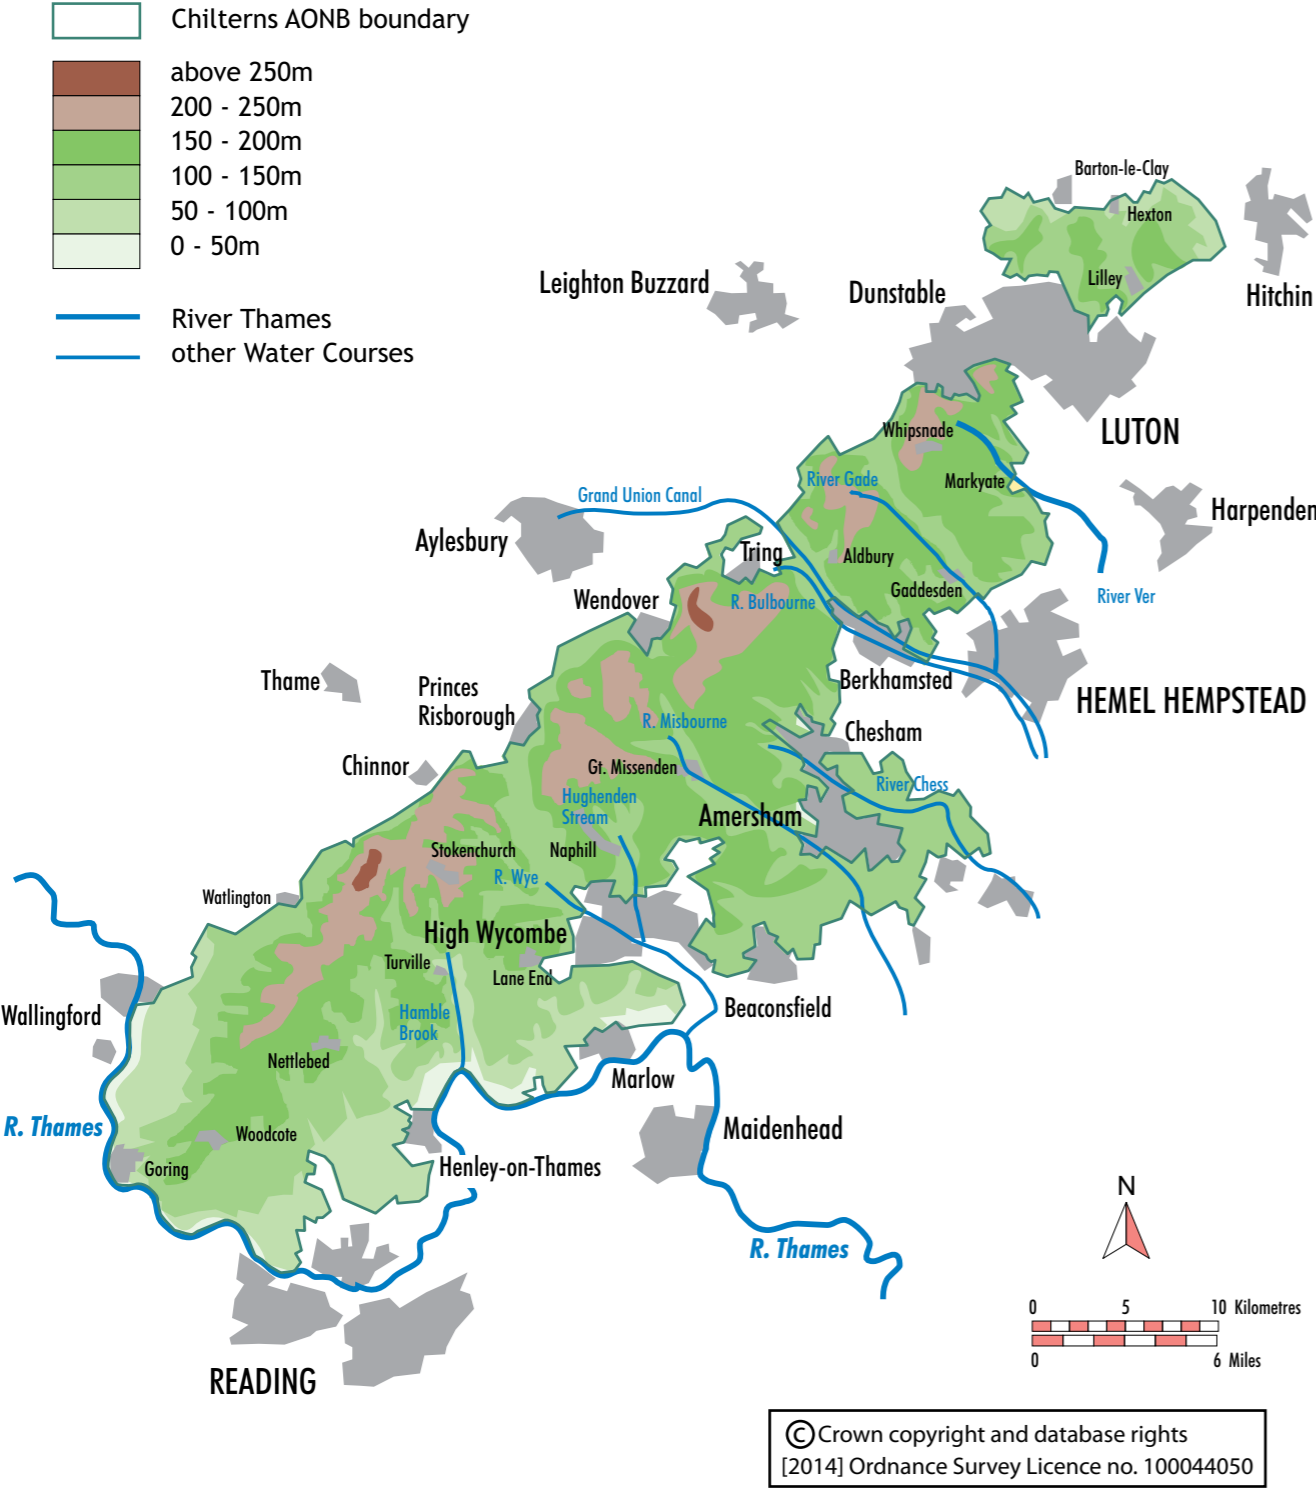 Chilterns AONB boundary
above 250m
200 - 250m
150 - 200m
100 - 150m
50 - 100m
0 - 50m
River Thames
other Water Courses
Barton-le-Clay
Hexton
Lilley
Hitchin
Leighton Buzzard
Dunstable
LUTON
Whipsnade
Markyate
River Gade
Grand Union Canal
Harpenden
Aylesbury
Tring
Aldbury
Gaddesden
River Ver
Wendover
R. Bulbourne
Thame
Princes
Risborough
Berkhamsted
HEMEL HEMPSTEAD
R. Misbourne
Chesham
Chinnor
Gt. Missenden
River Chess
Hughenden
Stream
Amersham
Stokenchurch
Naphill
R. Wye
Watlington
High Wycombe
Turville
Lane End
Wallingford
Hamble
Brook
Beaconsfield
Nettlebed
Marlow
R. Thames
Woodcote
Maidenhead
Goring
Henley-on-Thames
N
R. Thames
0 5 10 Kilometres
0 6 Miles
READING
©Crown copyright and database rights
[2014] Ordnance Survey Licence no. 100044050